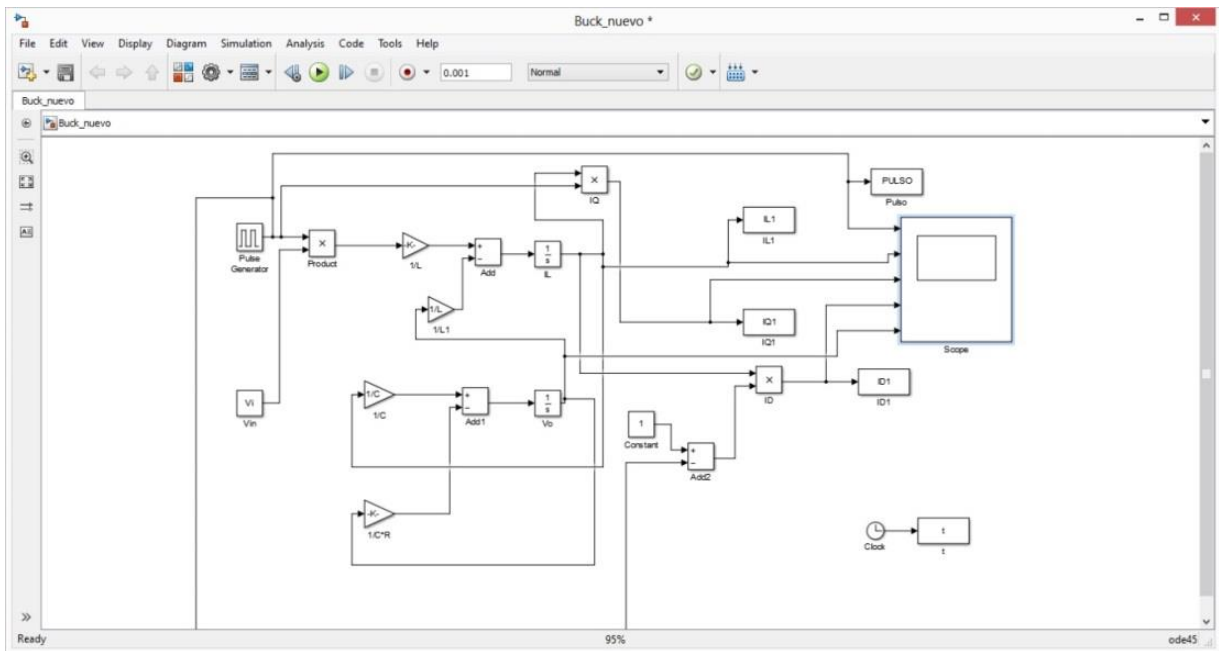 Buck_nuevo *
File Edit View Display Diagram Simulation Analysis Code Tools Help
0.001 Normal
Buck_nuevo
Buck_nuevo
PULSO
Pulso
×
IQ
IL1
IL1
Pulse
Generator
×
Product
-K-
1/L
+
−
Add
1
s
IL
1/L
1/L1
IQ1
IQ1
Scope
Vi
Vin
1/C
1/C
+
−
Add1
1
s
Vo
×
ID
ID1
ID1
1
Constant
+
−
Add2
-K-
1/C*R
Clock
t
t
Ready 95% ode45